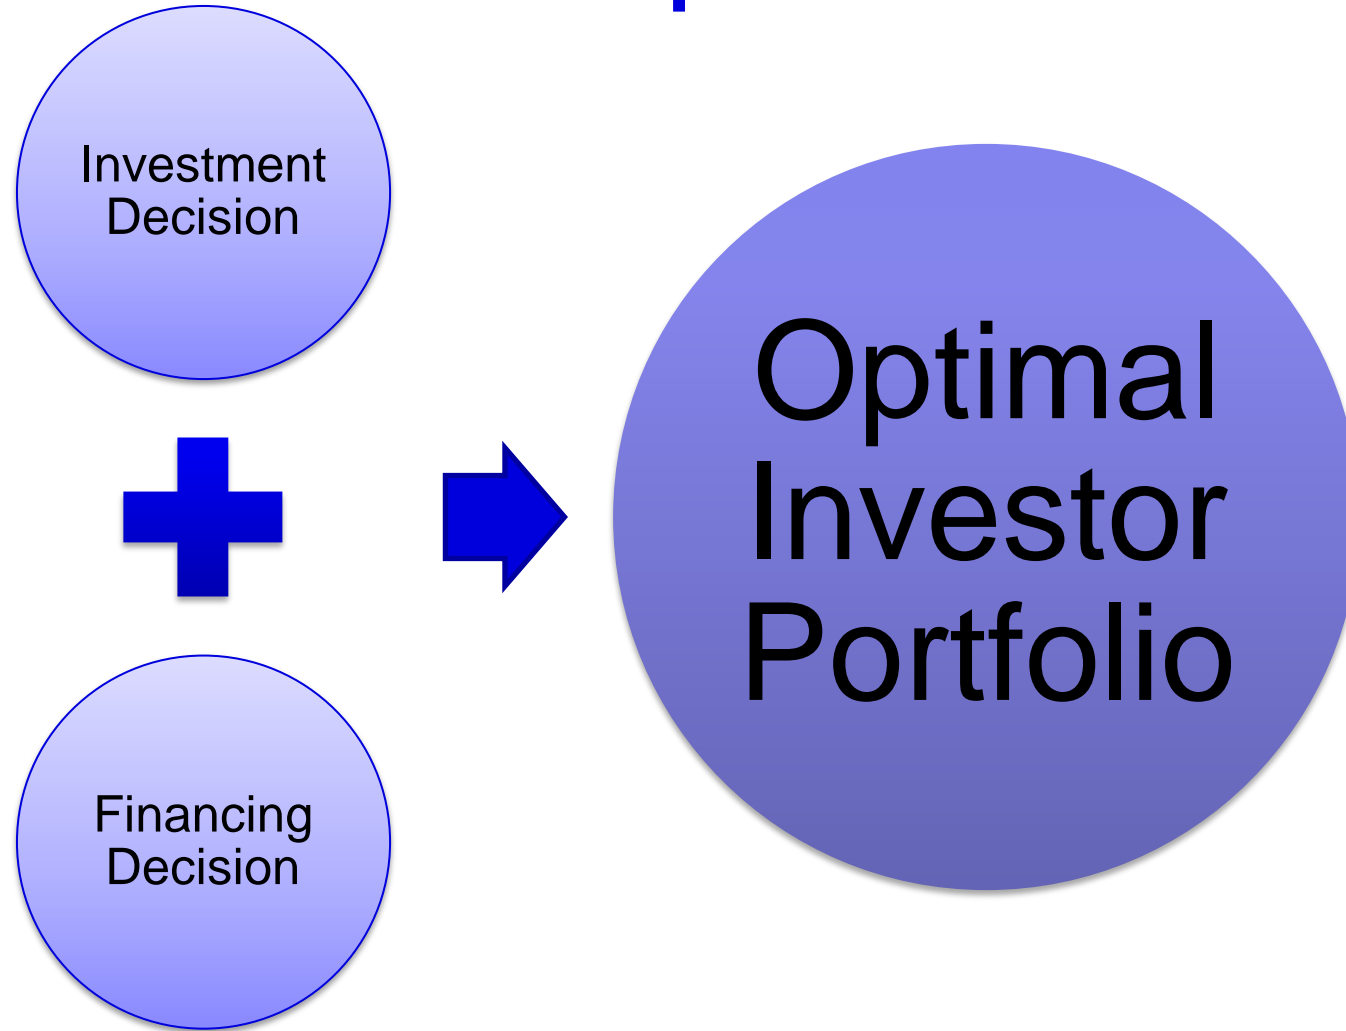 Investment
Decision
Financing
Decision
Optimal
Investor
Portfolio